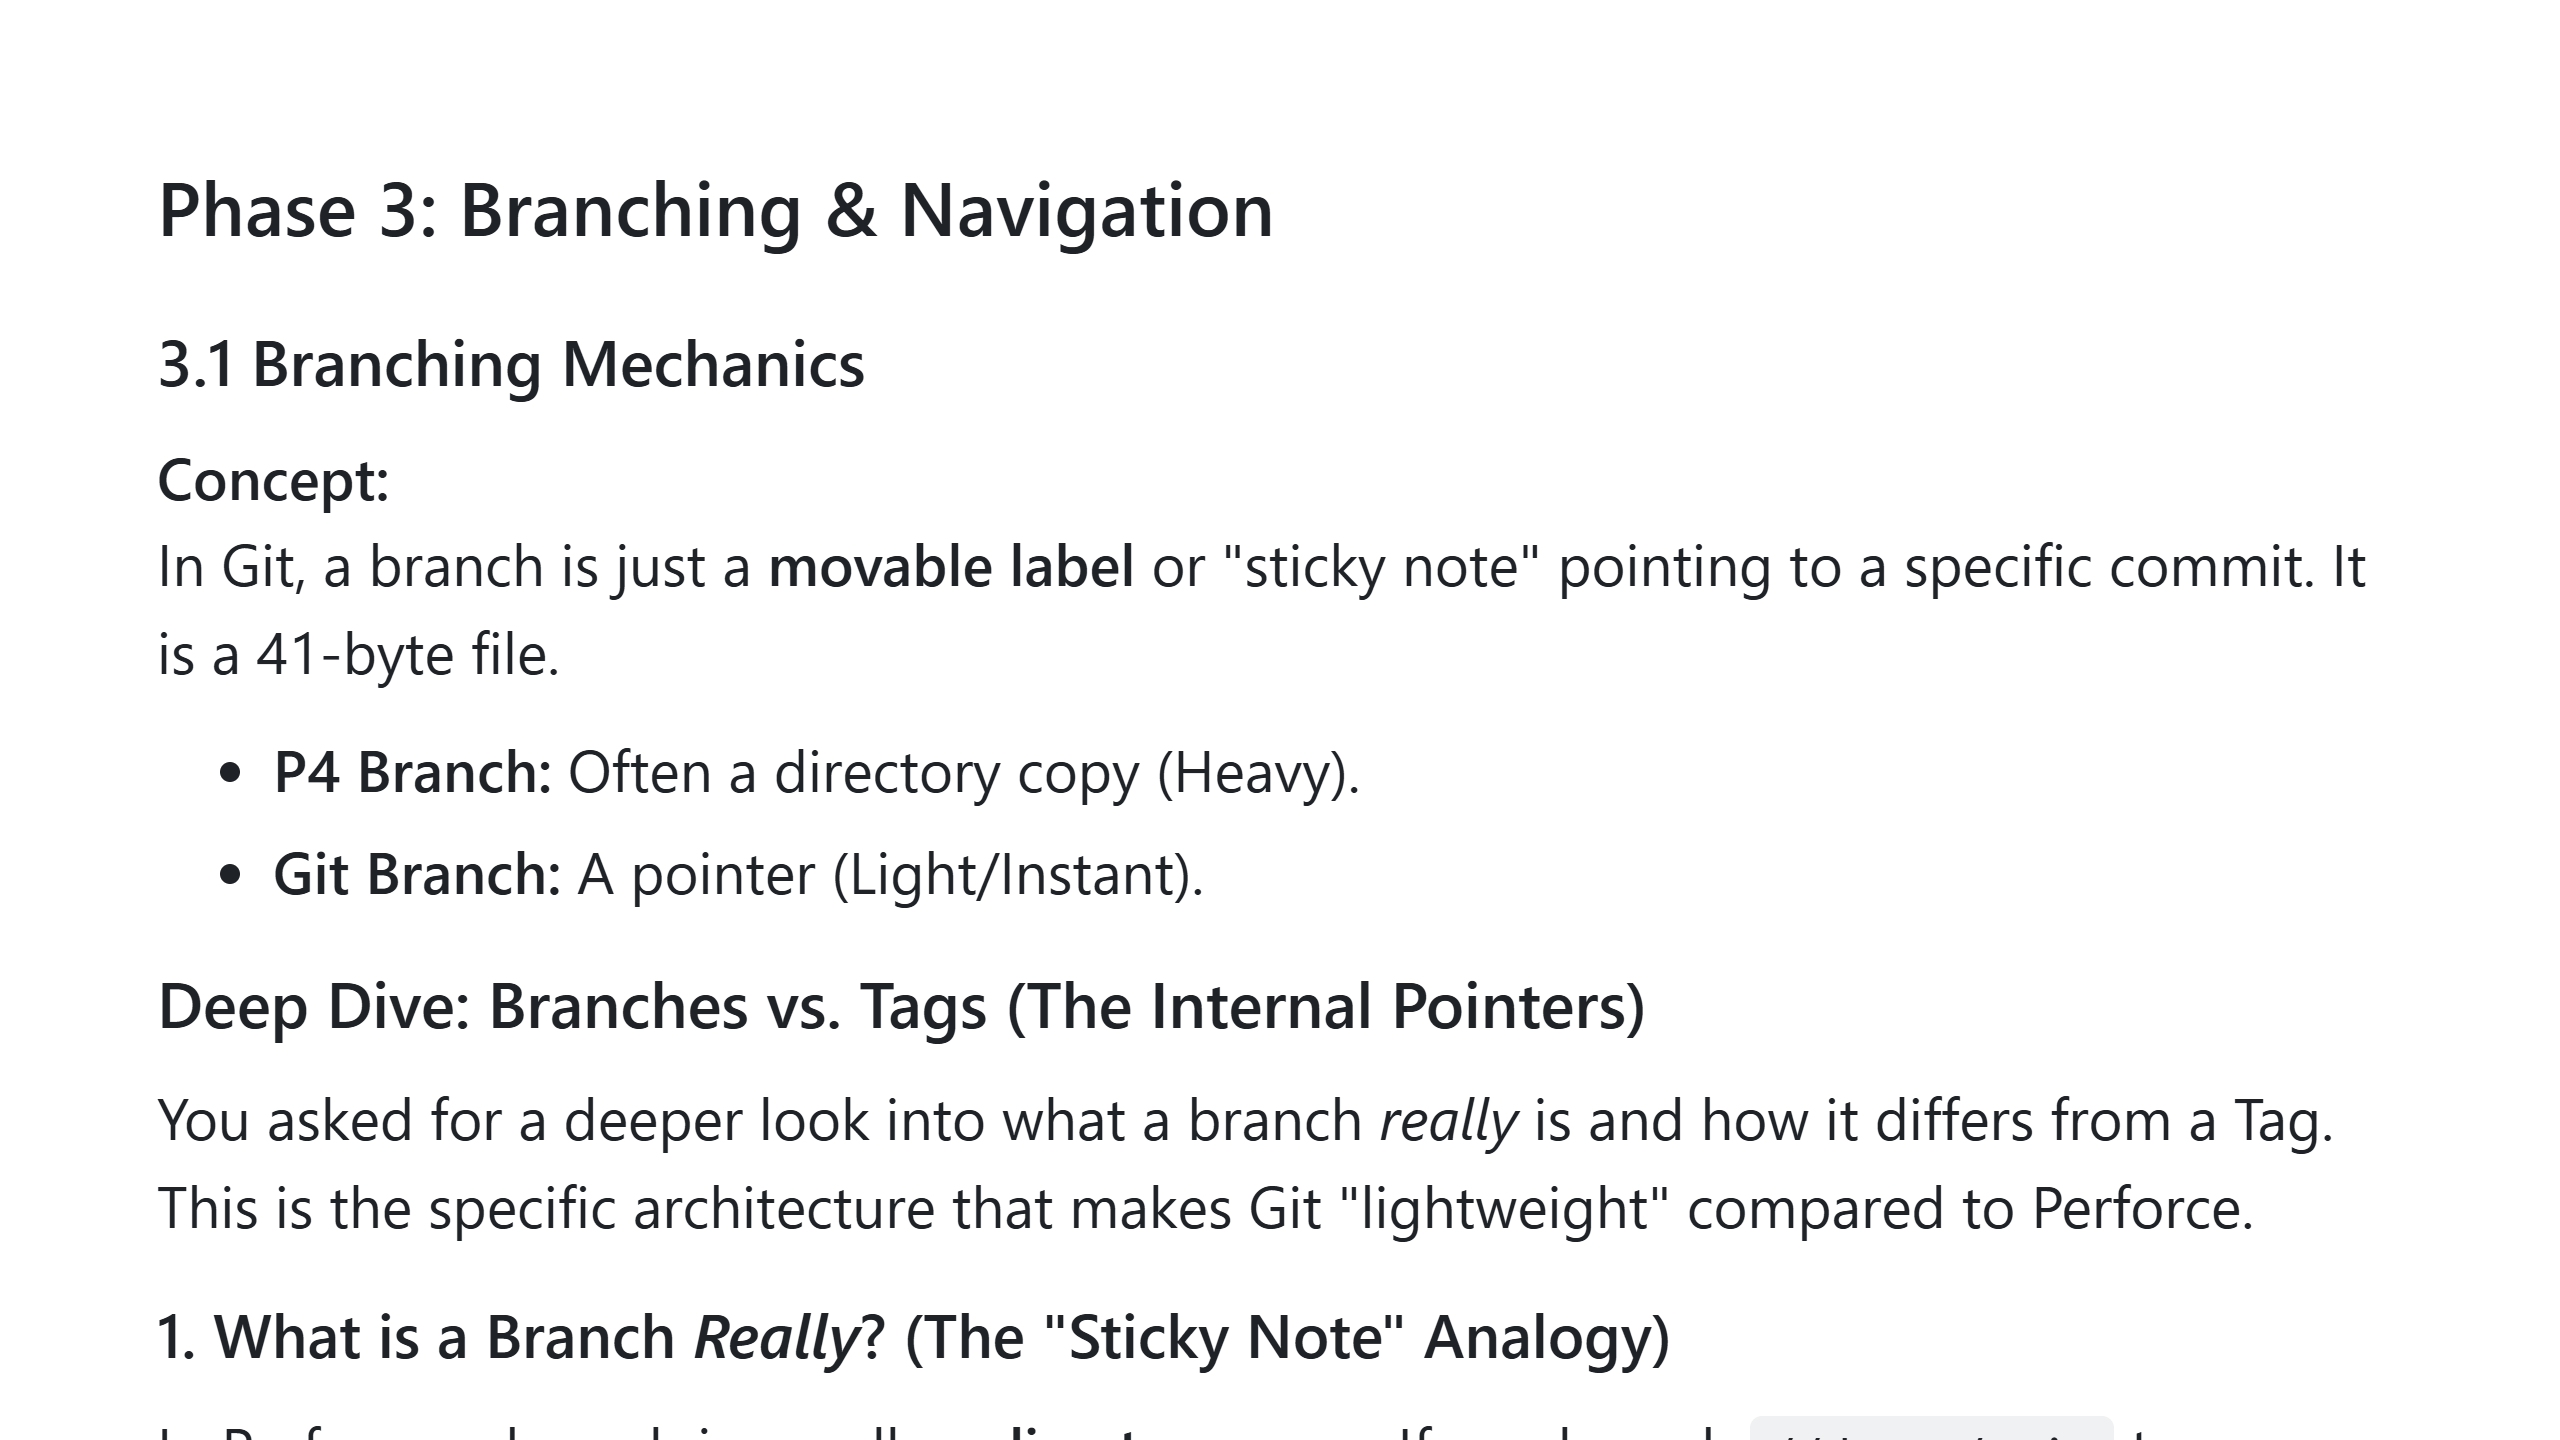 Phase 3: Branching & Navigation
3.1 Branching Mechanics
Concept:
In Git, a branch is just a movable label or "sticky note" pointing to a specific commit. It
is a 41-byte file.
• P4 Branch: Often a directory copy (Heavy).
• Git Branch: A pointer (Light/Instant).
Deep Dive: Branches vs. Tags (The Internal Pointers)
You asked for a deeper look into what a branch really is and how it differs from a Tag.
This is the specific architecture that makes Git "lightweight" compared to Perforce.
1. What is a Branch Really? (The "Sticky Note" Analogy)